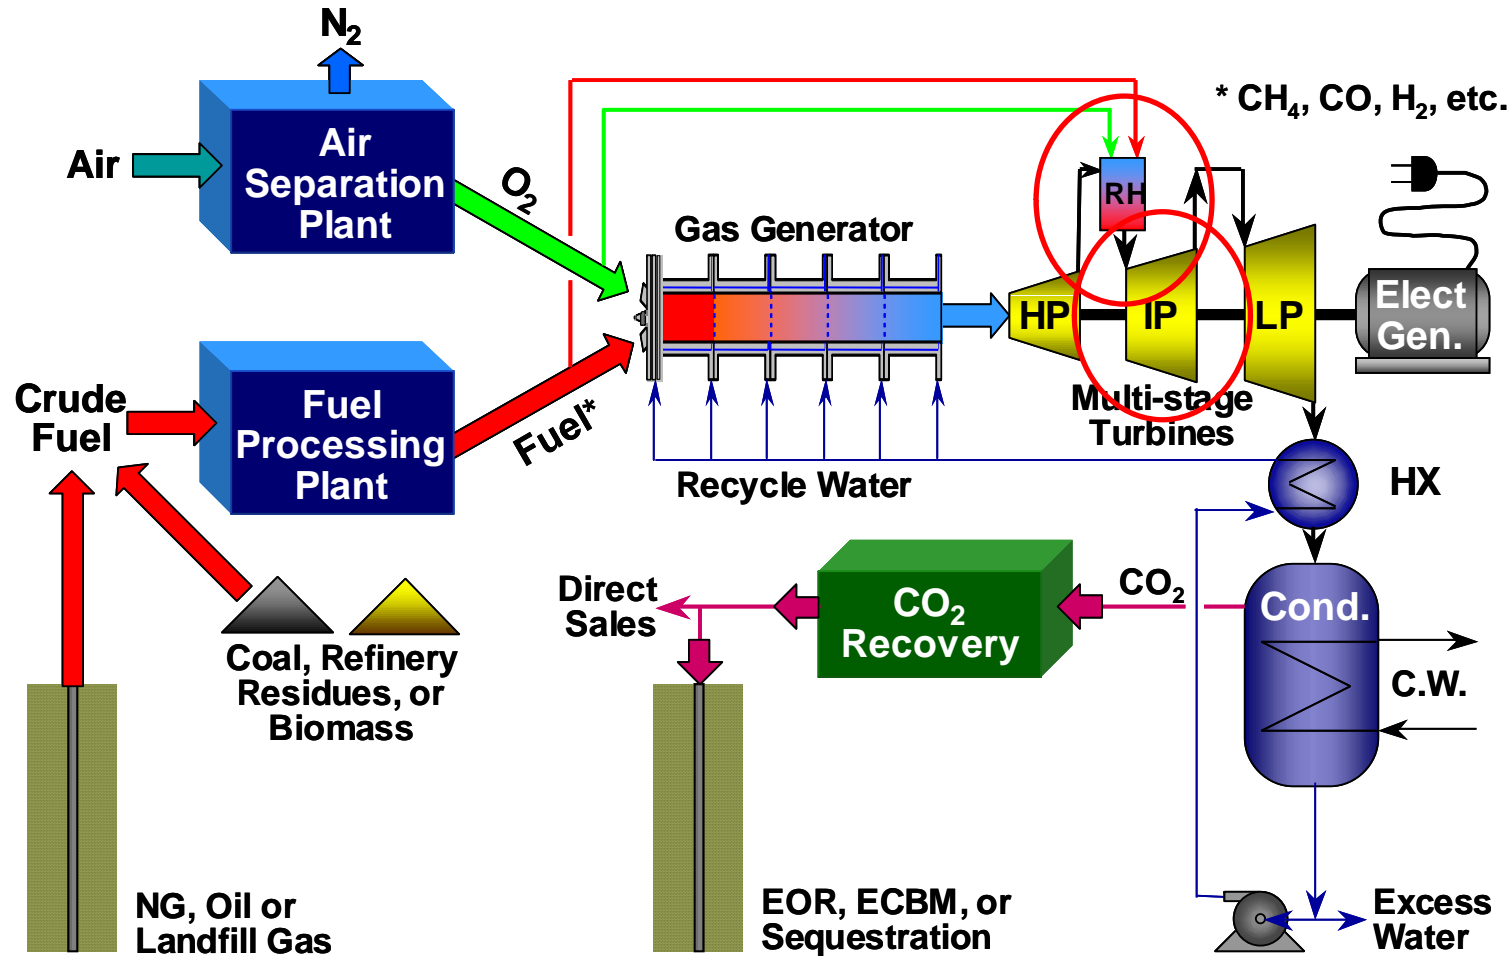 N₂
Air
Air
Separation
Plant
O₂
* CH₄, CO, H₂, etc.
RH
Gas Generator
HP
IP
LP
Elect
Gen.
Multi-stage
Turbines
Crude
Fuel
Fuel
Processing
Plant
Fuel*
Recycle Water
HX
Direct
Sales
CO₂
Recovery
CO₂
Cond.
C.W.
Coal, Refinery
Residues, or
Biomass
NG, Oil or
Landfill Gas
EOR, ECBM, or
Sequestration
Excess
Water